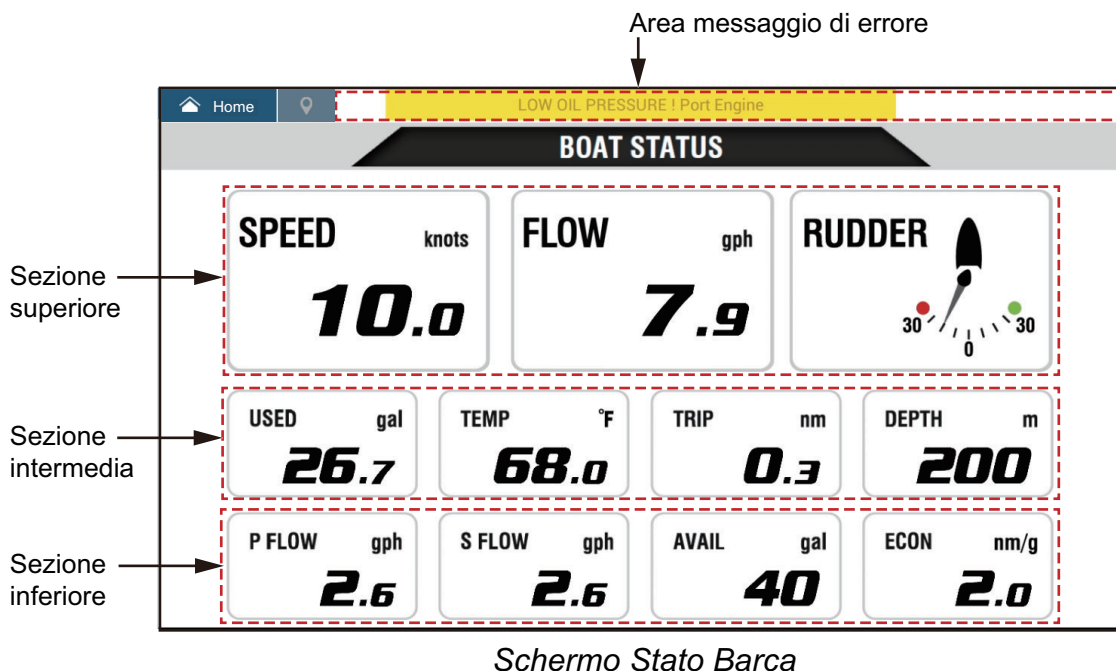 Area messaggio di errore
Home
LOW OIL PRESSURE ! Port Engine
BOAT STATUS
Sezione
superiore
SPEED knots
10.0
FLOW gph
7.9
RUDDER
30 0 30
Sezione
intermedia
USED gal
26.7
TEMP °F
68.0
TRIP nm
0.3
DEPTH m
200
Sezione
inferiore
P FLOW gph
2.6
S FLOW gph
2.6
AVAIL gal
40
ECON nm/g
2.0
Schermo Stato Barca